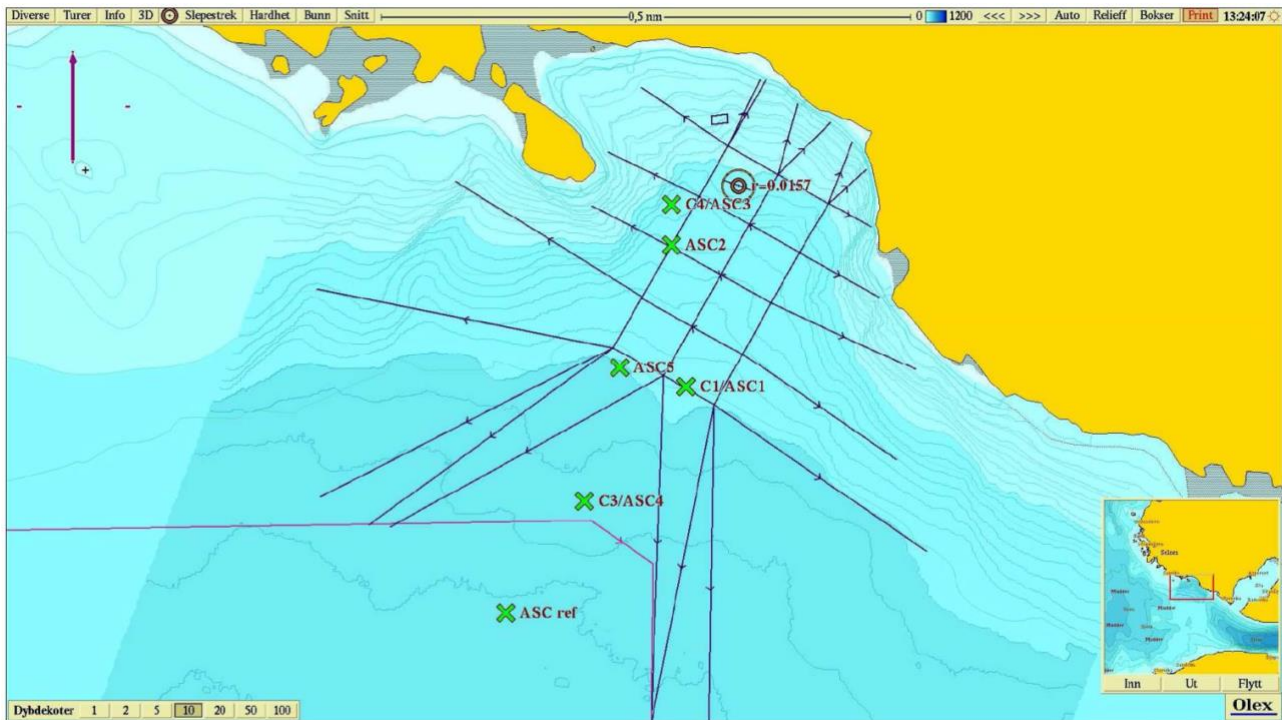 Diverse Turer Info 3D Slepestrek Hardhet Bunn Snitt 0,5 nm 0 1200 <<< >>> Auto Relieff Bokser Print 13:24:07
r=0.0157
C4/ASC3
ASC2
ASC5
C1/ASC1
C3/ASC4
ASC ref
Inn Ut Flytt
Dybdekoter 1 2 5 10 20 50 100
Olex